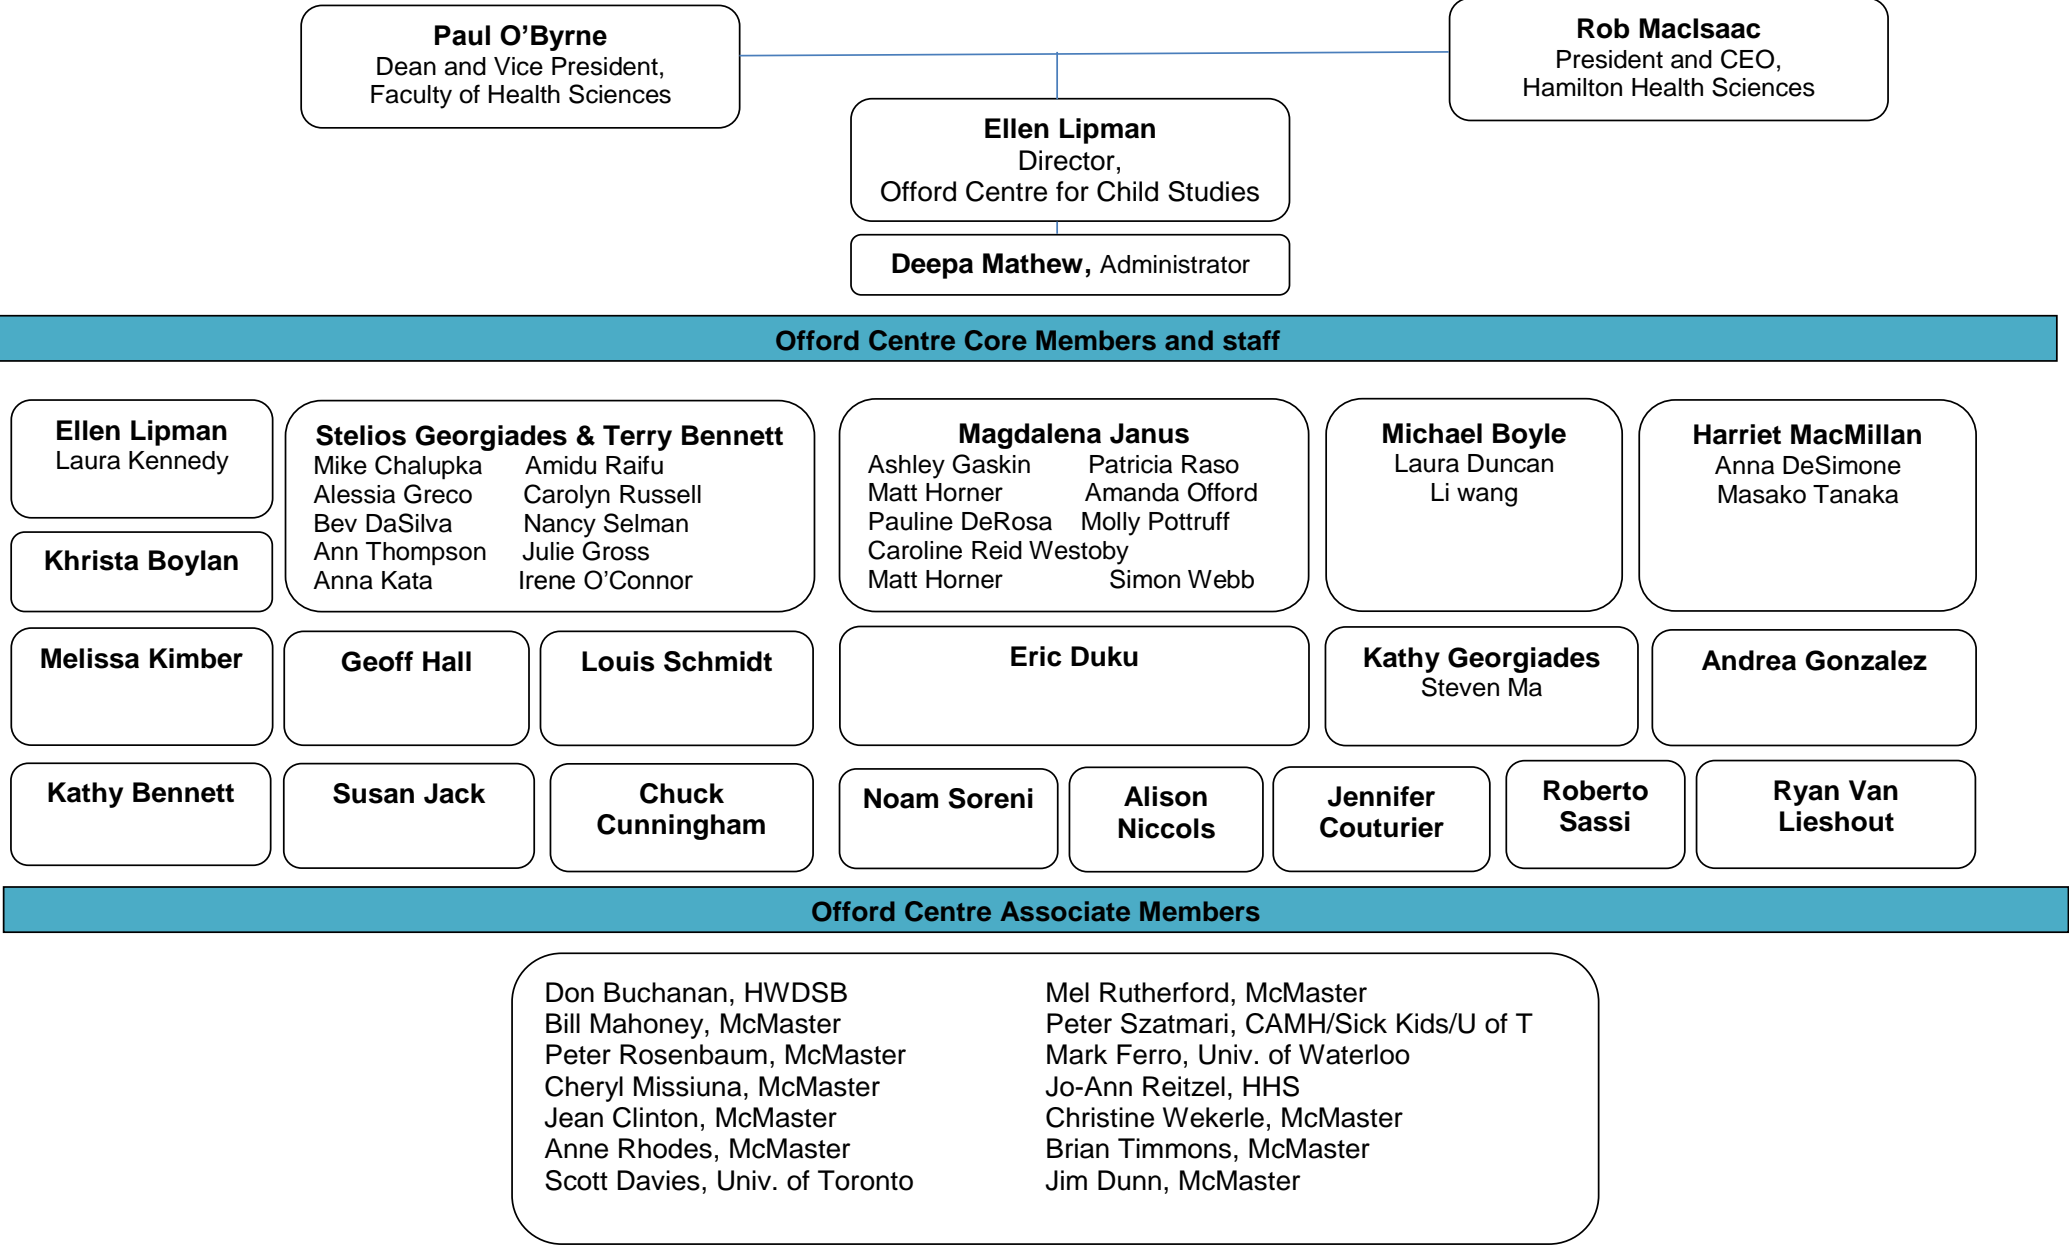 Paul O’Byrne
Dean and Vice President,
Faculty of Health Sciences
Rob MacIsaac
President and CEO,
Hamilton Health Sciences
Ellen Lipman
Director,
Offord Centre for Child Studies
Deepa Mathew, Administrator
Offord Centre Core Members and staff
Ellen Lipman
Laura Kennedy
Khrista Boylan
Stelios Georgiades & Terry Bennett
Mike Chalupka Amidu Raifu
Alessia Greco Carolyn Russell
Bev DaSilva Nancy Selman
Ann Thompson Julie Gross
Anna Kata Irene O’Connor
Magdalena Janus
Ashley Gaskin Patricia Raso
Matt Horner Amanda Offord
Pauline DeRosa Molly Pottruff
Caroline Reid Westoby
Matt Horner Simon Webb
Michael Boyle
Laura Duncan
Li wang
Harriet MacMillan
Anna DeSimone
Masako Tanaka
Melissa Kimber
Geoff Hall
Louis Schmidt
Eric Duku
Kathy Georgiades
Steven Ma
Andrea Gonzalez
Kathy Bennett
Susan Jack
Chuck
Cunningham
Noam Soreni
Alison
Niccols
Jennifer
Couturier
Roberto
Sassi
Ryan Van
Lieshout
Offord Centre Associate Members
Don Buchanan, HWDSB
Bill Mahoney, McMaster
Peter Rosenbaum, McMaster
Cheryl Missiuna, McMaster
Jean Clinton, McMaster
Anne Rhodes, McMaster
Scott Davies, Univ. of Toronto
Mel Rutherford, McMaster
Peter Szatmari, CAMH/Sick Kids/U of T
Mark Ferro, Univ. of Waterloo
Jo-Ann Reitzel, HHS
Christine Wekerle, McMaster
Brian Timmons, McMaster
Jim Dunn, McMaster